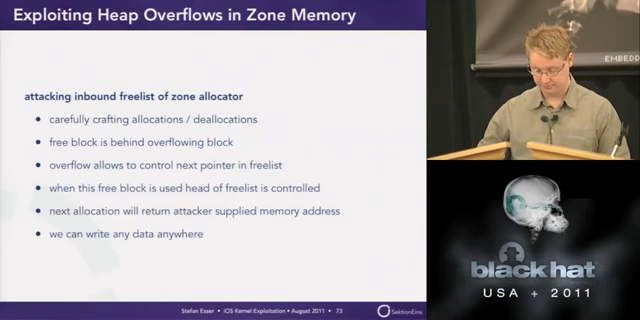 Exploiting Heap Overflows in Zone Memory
attacking inbound freelist of zone allocator
carefully crafting allocations / deallocations
free block is behind overflowing block
overflow allows to control next pointer in freelist
when this free block is used head of freelist is controlled
next allocation will return attacker supplied memory address
we can write any data anywhere
Stefan Esser • iOS Kernel Exploitation • August 2011 • 73
SektionEins
EMBEDD
black hat
USA + 2011